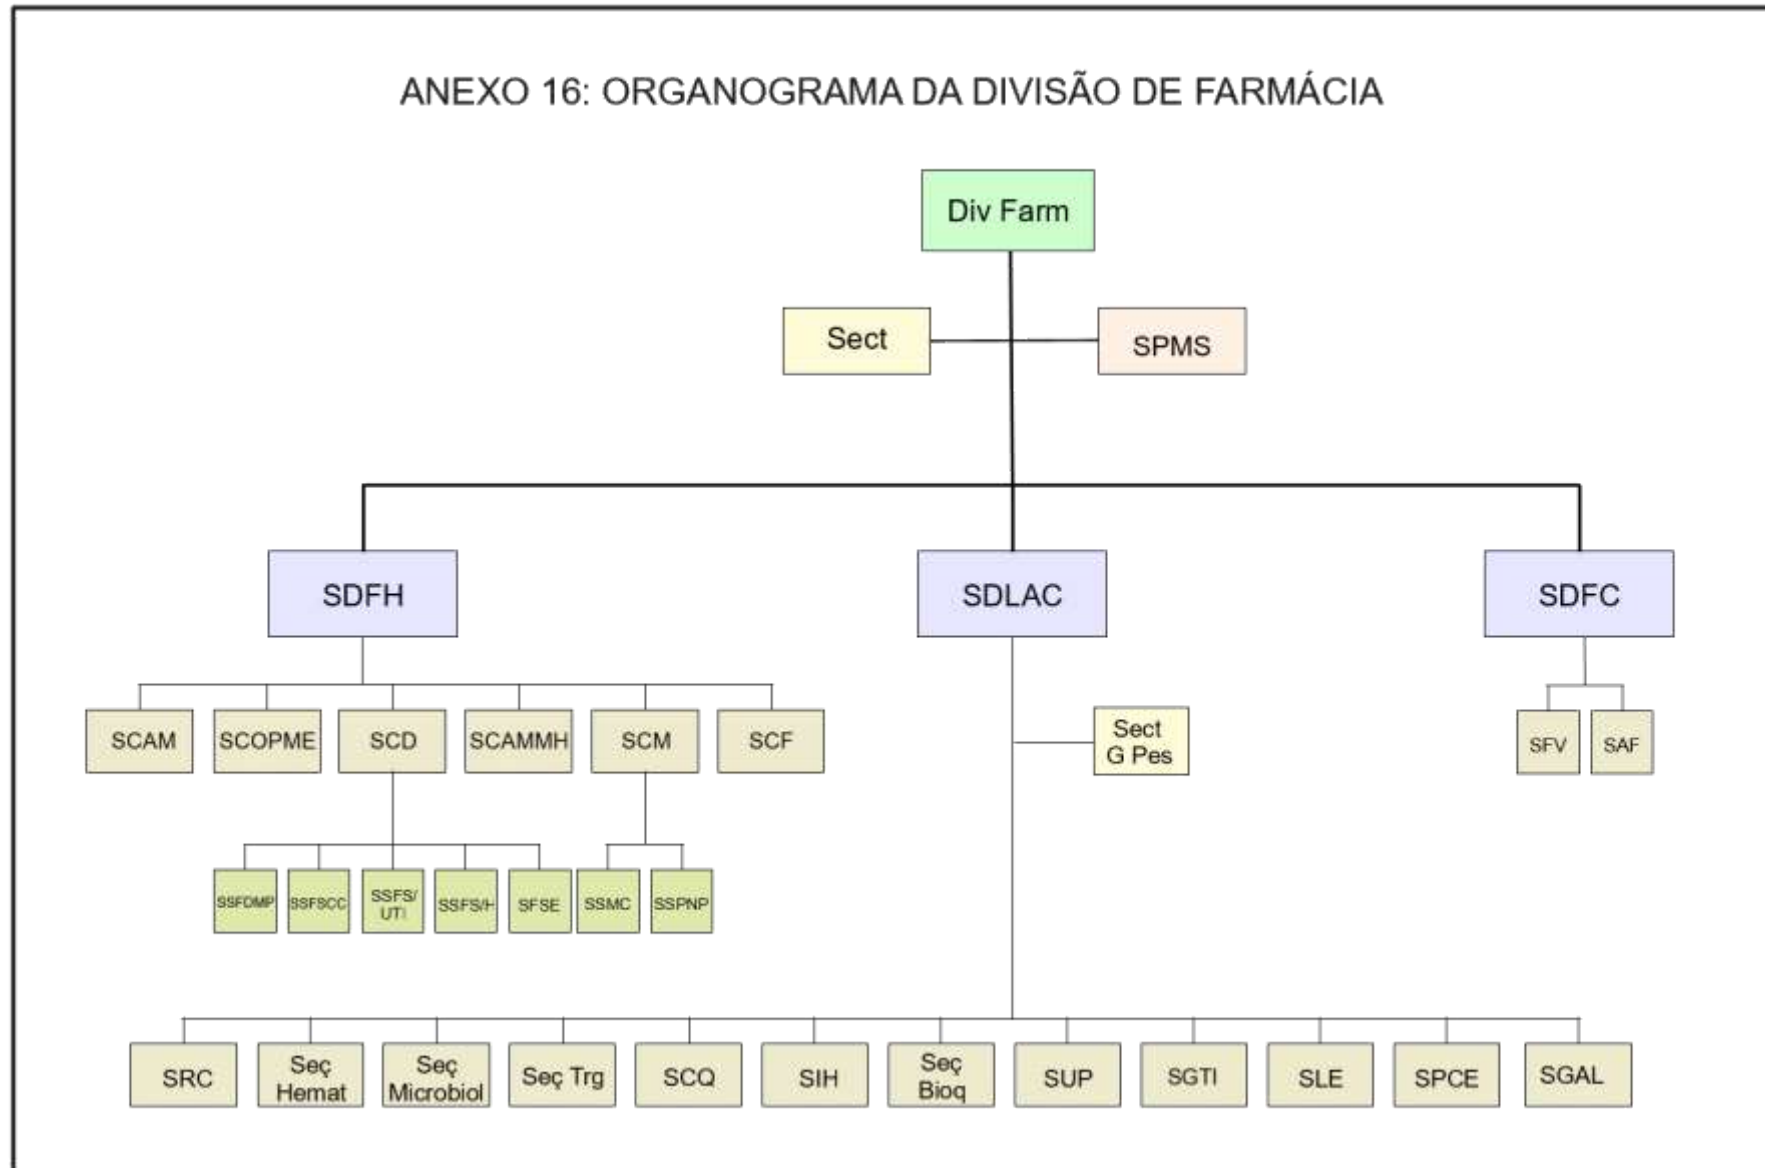 ANEXO 16: ORGANOGRAMA DA DIVISÃO DE FARMÁCIA
Div Farm
Sect
SPMS
SDFH
SDLAC
SDFC
SCAM
SCOPME
SCD
SCAMMH
SCM
SCF
Sect
G Pes
SFV
SAF
SSFDMP
SSFSCC
SSFS/
UTI
SSFS/H
SFSE
SSMC
SSPNP
SRC
Seç
Hemat
Seç
Microbiol
Seç Trg
SCQ
SIH
Seç
Bioq
SUP
SGTI
SLE
SPCE
SGAL